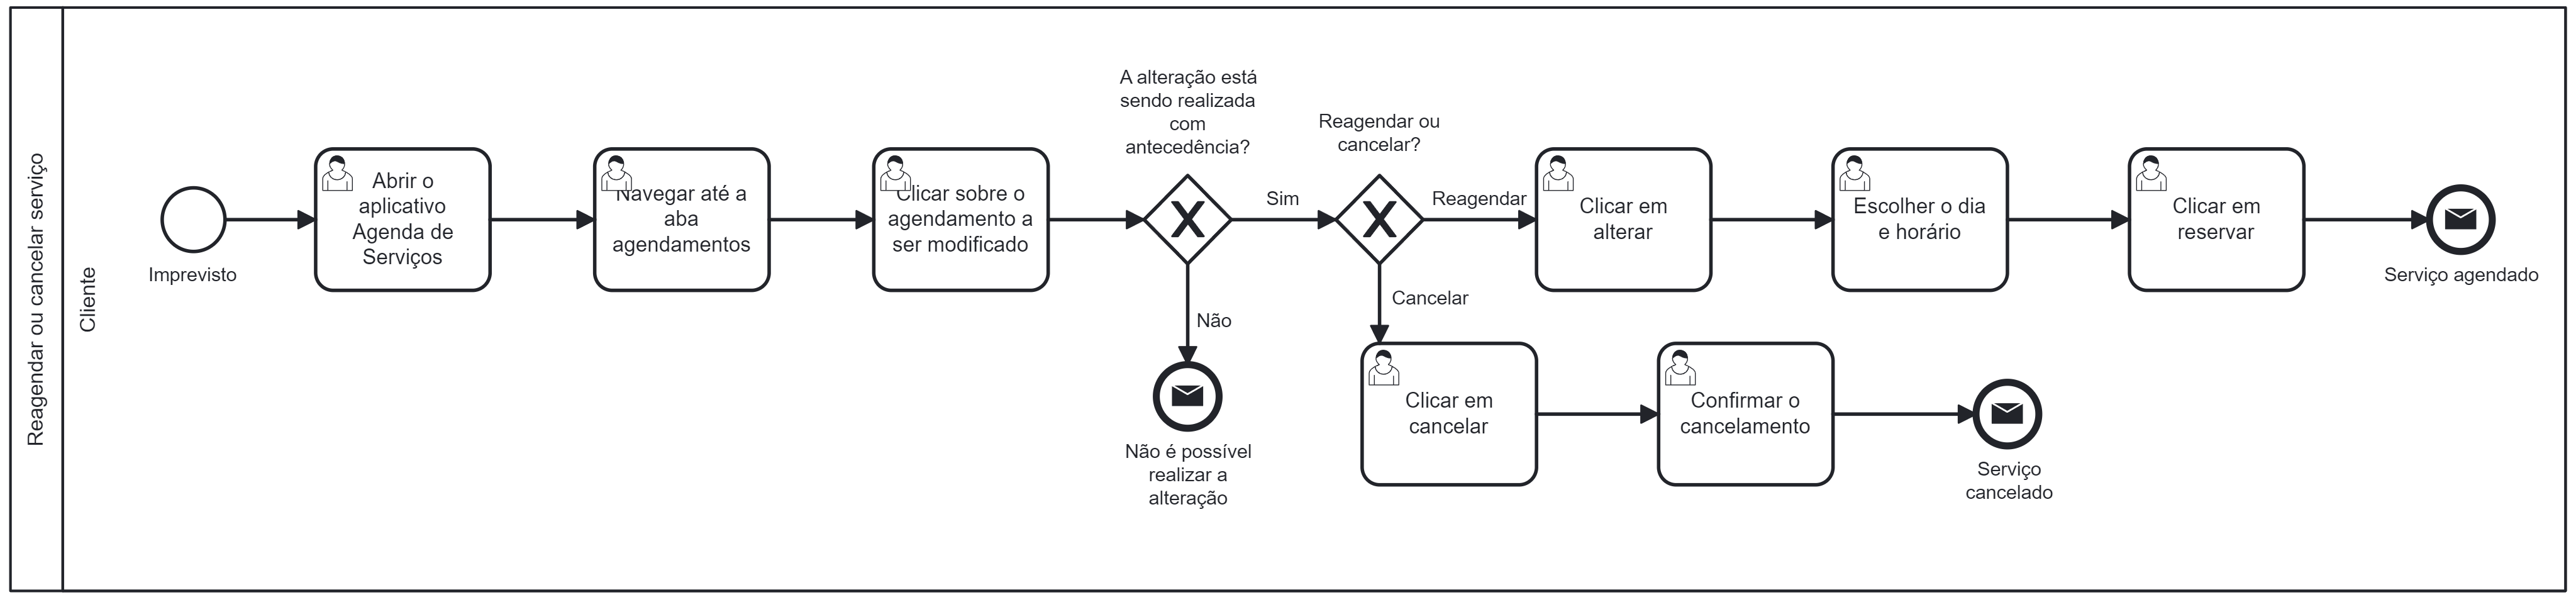 Reagendar ou cancelar serviço
Cliente
Imprevisto
Abrir o
aplicativo
Agenda de
Serviços
Navegar até a
aba
agendamentos
Clicar sobre o
agendamento a
ser modificado
A alteração está
sendo realizada
com
antecedência?
Sim
Não
Não é possível
realizar a
alteração
Reagendar ou
cancelar?
Reagendar
Cancelar
Clicar em
alterar
Escolher o dia
e horário
Clicar em
reservar
Serviço agendado
Clicar em
cancelar
Confirmar o
cancelamento
Serviço
cancelado